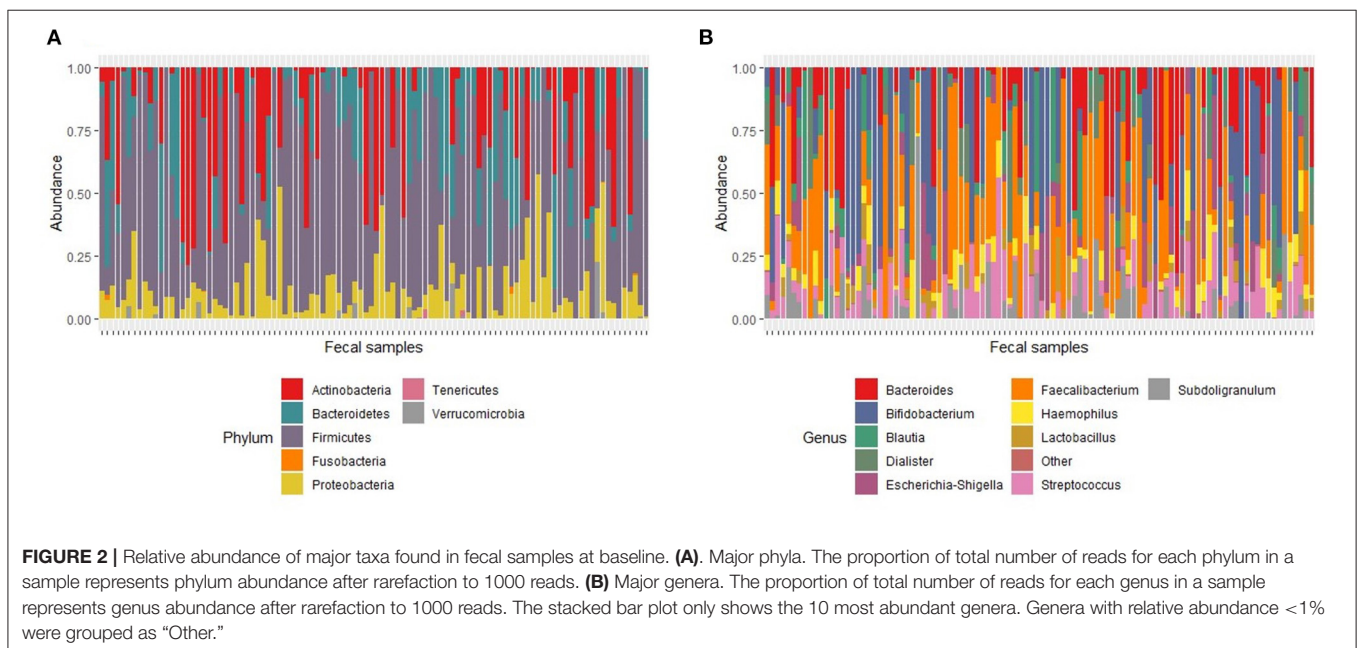 A
B
1.00
0.75
0.50
0.25
0.00
Abundance
Fecal samples
1.00
0.75
0.50
0.25
0.00
Abundance
Fecal samples
Phylum
Actinobacteria
Bacteroidetes
Firmicutes
Fusobacteria
Proteobacteria
Tenericutes
Verrucomicrobia
Genus
Bacteroides
Bifidobacterium
Blautia
Dialister
Escherichia-Shigella
Faecalibacterium
Haemophilus
Lactobacillus
Other
Streptococcus
Subdoligranulum
FIGURE 2 | Relative abundance of major taxa found in fecal samples at baseline. (A). Major phyla. The proportion of total number of reads for each phylum in a
sample represents phylum abundance after rarefaction to 1000 reads. (B) Major genera. The proportion of total number of reads for each genus in a sample
represents genus abundance after rarefaction to 1000 reads. The stacked bar plot only shows the 10 most abundant genera. Genera with relative abundance <1%
were grouped as “Other.”